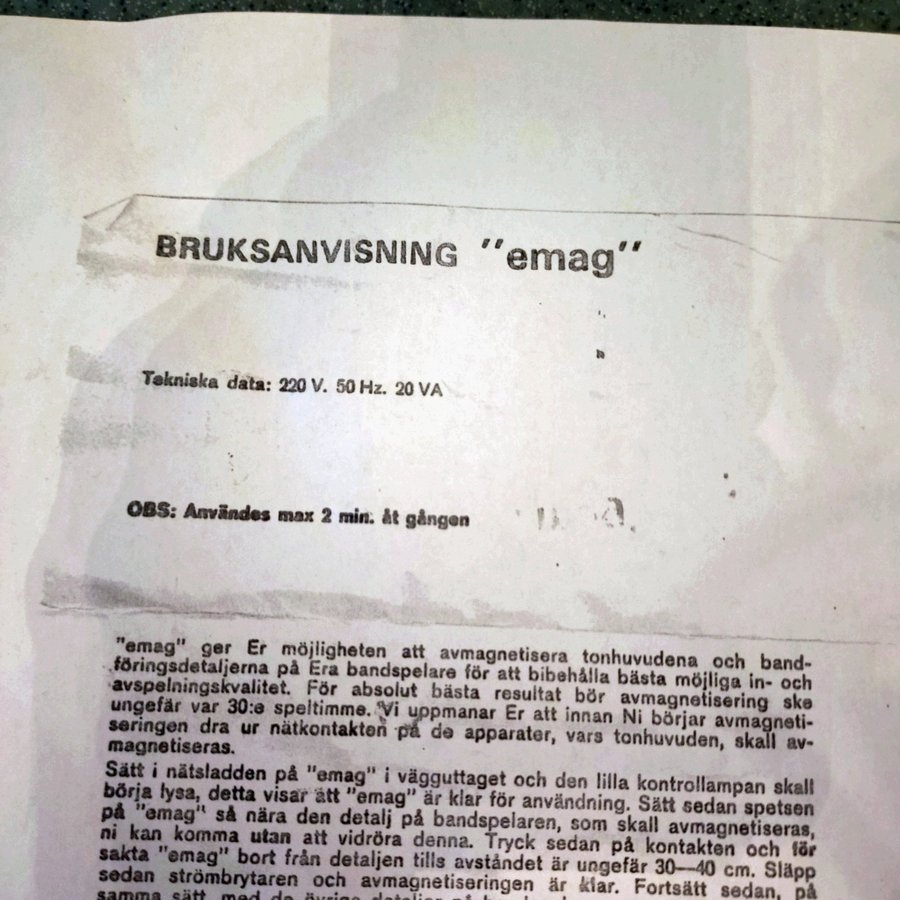 BRUKSANVISNING "emag"
Tekniska data: 220 V. 50 Hz. 20 VA
OBS: Användes max 2 min. åt gången
"emag" ger Er möjligheten att avmagnetisera tonhuvudena och band-
föringsdetaljerna på Era bandspelare för att bibehålla bästa möjliga in- och
avspelningskvalitet. För absolut bästa resultat bör avmagnetisering ske
ungefär var 30:e speltimme. Vi uppmanar Er att innan Ni börjar avmagneti-
seringen dra ur nätkontakten på de apparater, vars tonhuvuden, skall av-
magnetiseras.
Sätt i nätsladden på "emag" i vägguttaget och den lilla kontrollampan skall
börja lysa, detta visar att "emag" är klar för användning. Sätt sedan spetsen
på "emag" så nära den detalj på bandspelaren, som skall avmagnetiseras,
ni kan komma utan att vidröra denna. Tryck sedan på kontakten och för
sakta "emag" bort från detaljen tills avståndet är ungefär 30—40 cm. Släpp
sedan strömbrytaren och avmagnetiseringen är klar. Fortsätt sedan, på
samma sätt, med de övriga detaljer på